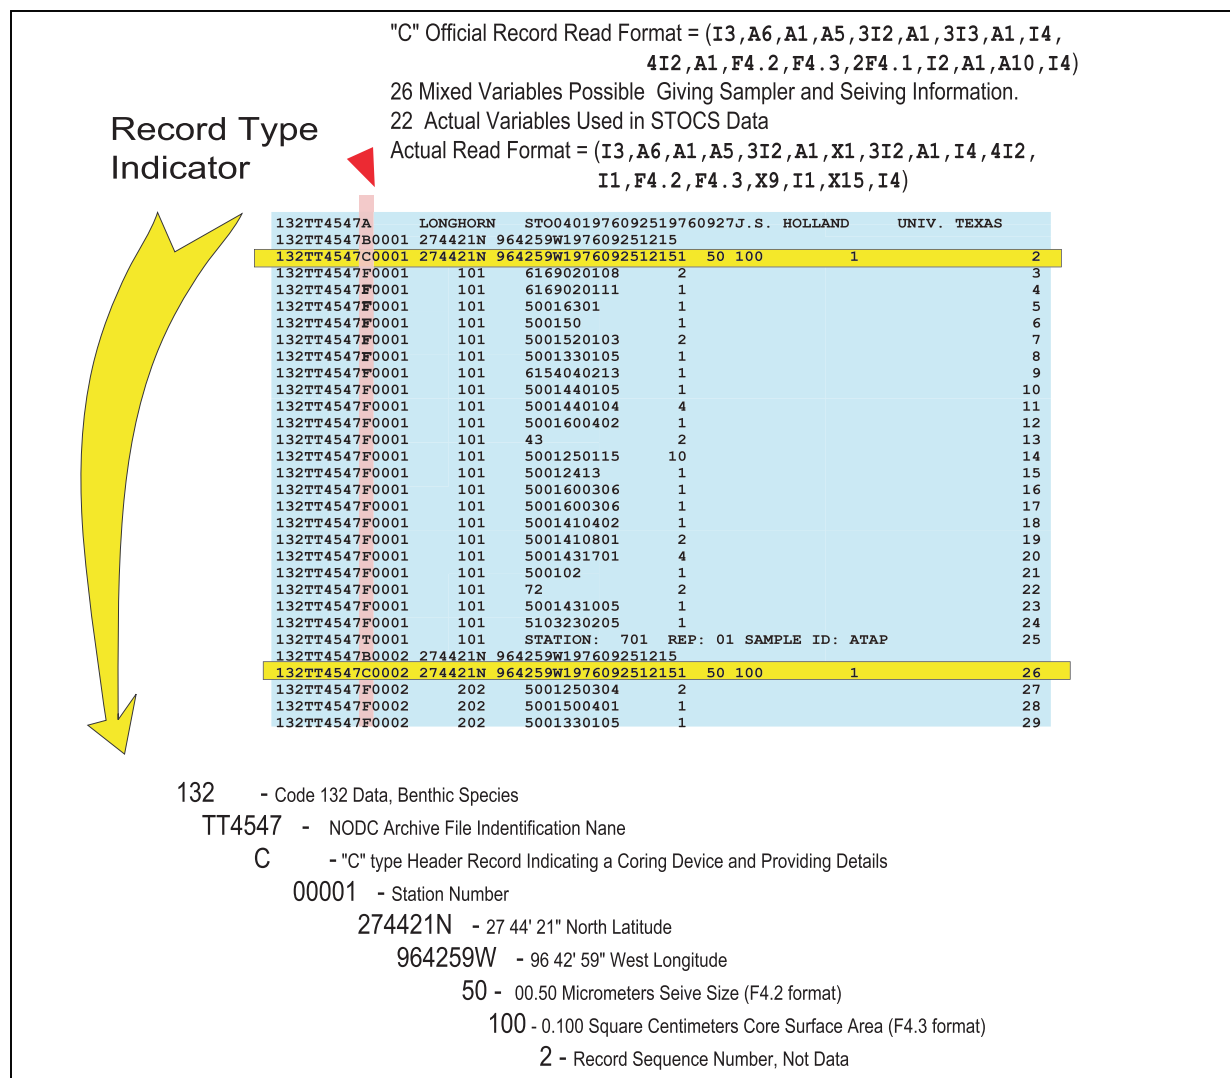 "C" Official Record Read Format = (I3,A6,A1,A5,3I2,A1,3I3,A1,I4,
4I2,A1,F4.2,F4.3,2F4.1,I2,A1,A10,I4)
26 Mixed Variables Possible Giving Sampler and Seiving Information.
22 Actual Variables Used in STOCS Data
Actual Read Format = (I3,A6,A1,A5,3I2,A1,X1,3I2,A1,I4,4I2,
I1,F4.2,F4.3,X9,I1,X15,I4)
Record Type
Indicator
132TT4547A LONGHORN STO0401976092519760927J.S. HOLLAND UNIV. TEXAS
132TT4547B0001 274421N 964259W197609251215
132TT4547C0001 274421N 964259W1976092512151 50 100 1 2
132TT4547F0001 101 6169020108 2 3
132TT4547F0001 101 6169020111 1 4
132TT4547F0001 101 50016301 1 5
132TT4547F0001 101 500150 1 6
132TT4547F0001 101 5001520103 2 7
132TT4547F0001 101 5001330105 1 8
132TT4547F0001 101 6154040213 1 9
132TT4547F0001 101 5001440105 1 10
132TT4547F0001 101 5001440104 4 11
132TT4547F0001 101 5001600402 1 12
132TT4547F0001 101 43 2 13
132TT4547F0001 101 5001250115 10 14
132TT4547F0001 101 50012413 1 15
132TT4547F0001 101 5001600306 1 16
132TT4547F0001 101 5001600306 1 17
132TT4547F0001 101 5001410402 1 18
132TT4547F0001 101 5001410801 2 19
132TT4547F0001 101 5001431701 4 20
132TT4547F0001 101 500102 1 21
132TT4547F0001 101 72 2 22
132TT4547F0001 101 5001431005 1 23
132TT4547F0001 101 5103230205 1 24
132TT4547T0001 101 STATION: 701 REP: 01 SAMPLE ID: ATAP 25
132TT4547B0002 274421N 964259W197609251215
132TT4547C0002 274421N 964259W1976092512151 50 100 1 26
132TT4547F0002 202 5001250304 2 27
132TT4547F0002 202 5001500401 1 28
132TT4547F0002 202 5001330105 1 29
132 - Code 132 Data, Benthic Species
TT4547 - NODC Archive File Indentification Nane
C - "C" type Header Record Indicating a Coring Device and Providing Details
00001 - Station Number
274421N - 27 44' 21" North Latitude
964259W - 96 42' 59" West Longitude
50 - 00.50 Micrometers Seive Size (F4.2 format)
100 - 0.100 Square Centimeters Core Surface Area (F4.3 format)
2 - Record Sequence Number, Not Data